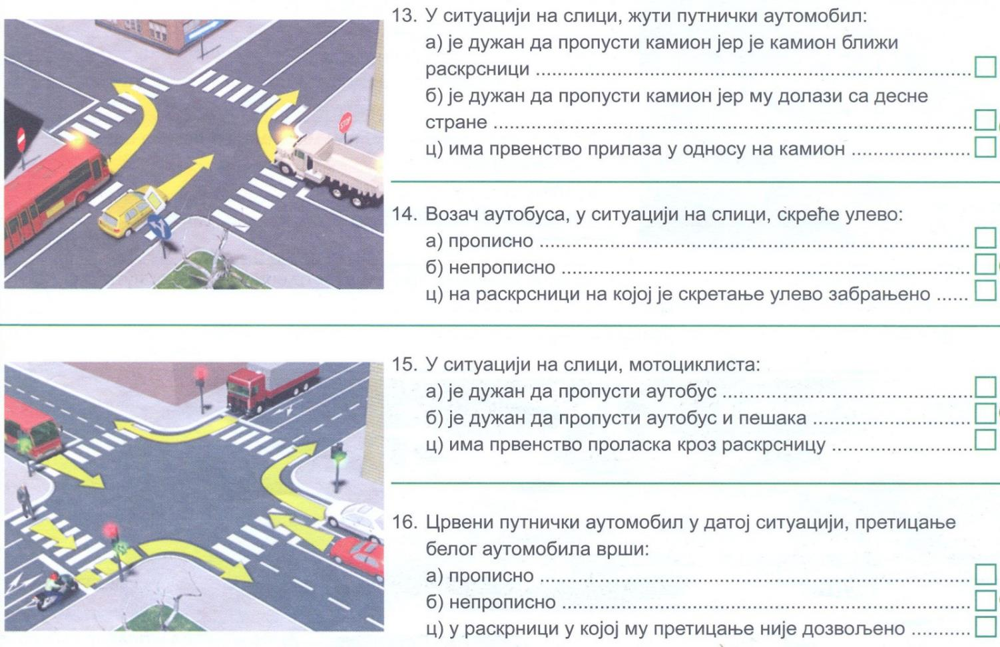 13. У ситуацији на слици, жути путнички аутомобил:
а) је дужан да пропусти камион јер је камион ближи
раскрсници
б) је дужан да пропусти камион јер му долази са десне
стране
ц) има првенство прилаза у односу на камион
STOP
14. Возач аутобуса, у ситуацији на слици, скреће улево:
а) прописно
б) непрописно
ц) на раскрсници на којој је скретање улево забрањено
15. У ситуацији на слици, мотоциклиста:
а) је дужан да пропусти аутобус
б) је дужан да пропусти аутобус и пешака
ц) има првенство проласка кроз раскрсницу
16. Црвени путнички аутомобил у датој ситуацији, претицање
белог аутомобила врши:
а) прописно
б) непрописно
ц) у раскрници у којој му претицање није дозвољено